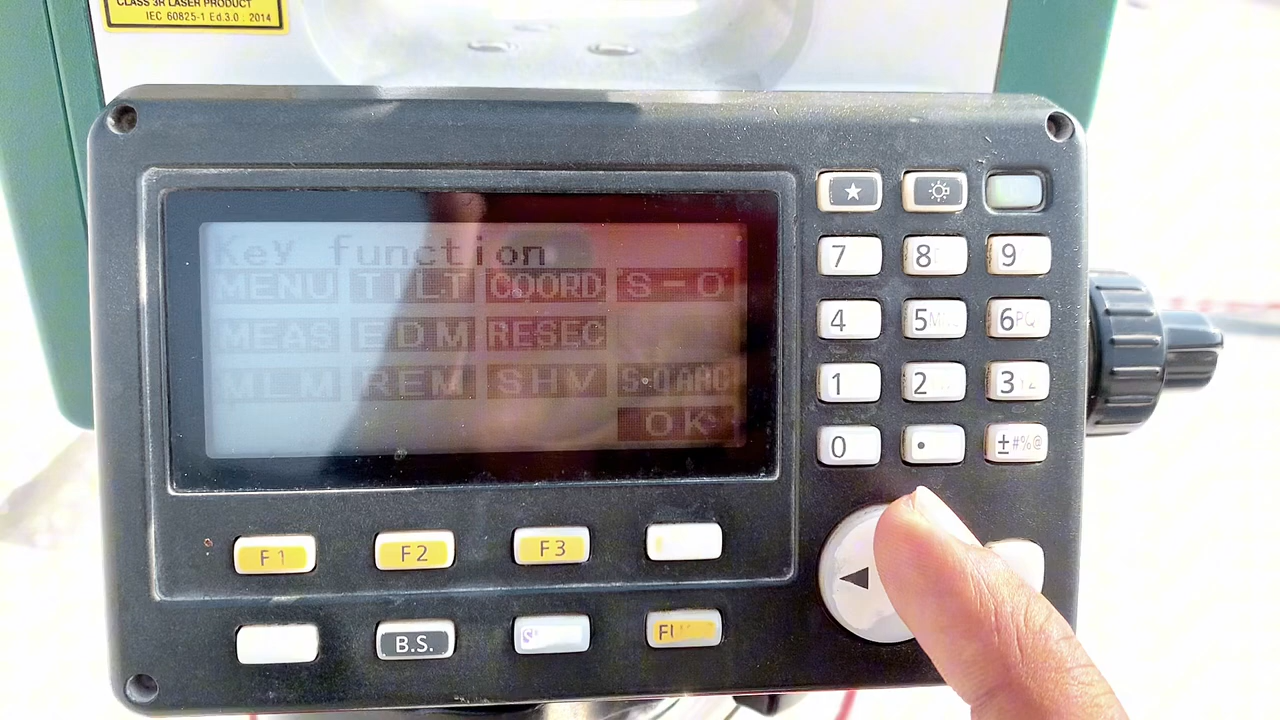 CLASS 3R LASER PRODUCT
IEC 60825-1 Ed.3.0 : 2014
Key function
MENU TILT COORD S-O
MEAS EDM RESEC
MLM REM SHV S-O ARC
OK
7 8 9
4 5 6PQ
1 2 3
0 . ±#%@
F1 F2 F3
B.S.